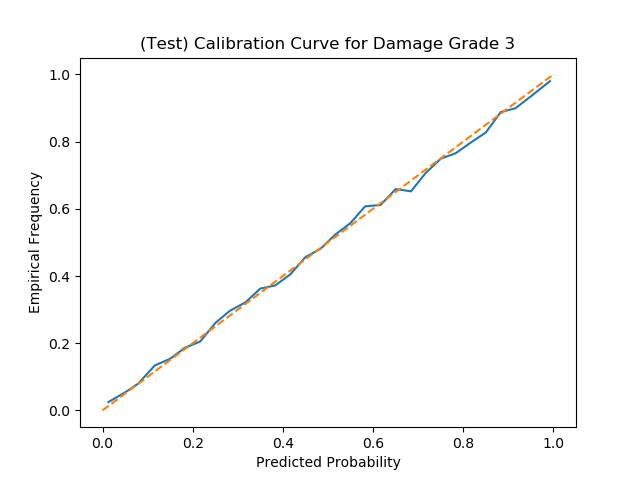 (Test) Calibration Curve for Damage Grade 3
1.0
0.8
0.6
0.4
0.2
0.0
Empirical Frequency
0.0 0.2 0.4 0.6 0.8 1.0
Predicted Probability